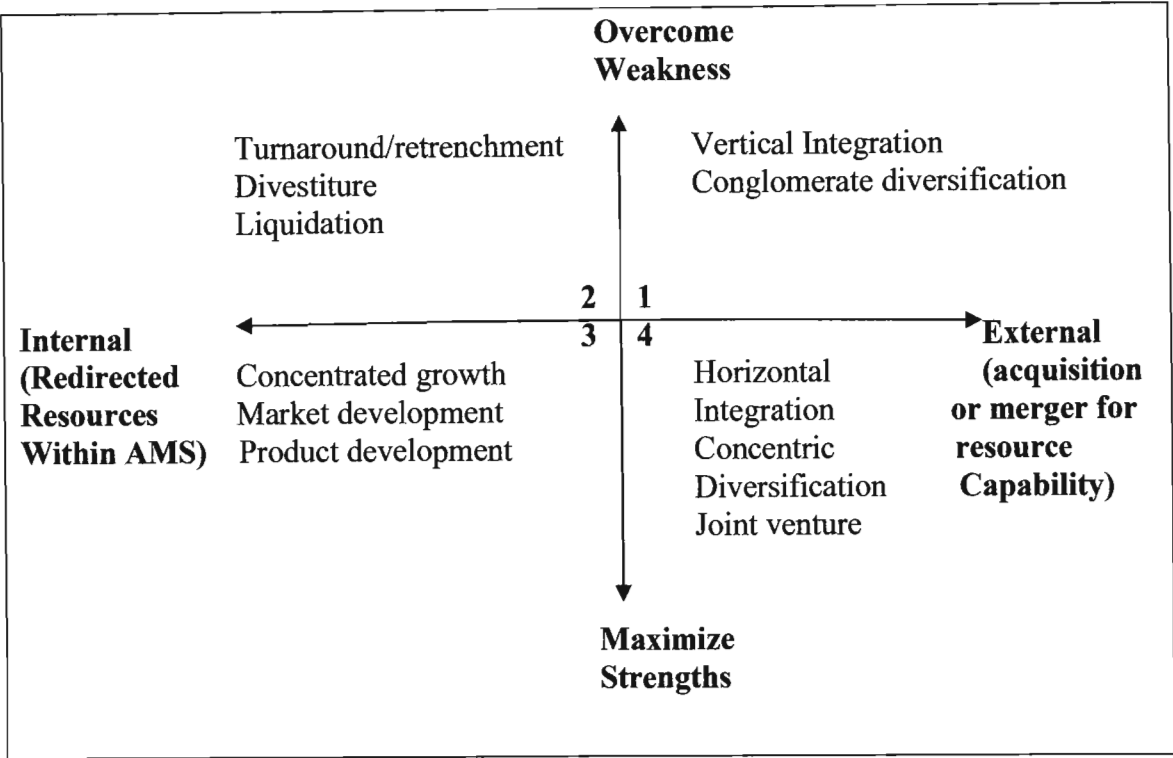 Overcome
Weakness
Turnaround/retrenchment
Divestiture
Liquidation
Vertical Integration
Conglomerate diversification
2 1
3 4
Internal
(Redirected
Resources
Within AMS)
Concentrated growth
Market development
Product development
Horizontal
Integration
Concentric
Diversification
Joint venture
External
(acquisition
or merger for
resource
Capability)
Maximize
Strengths